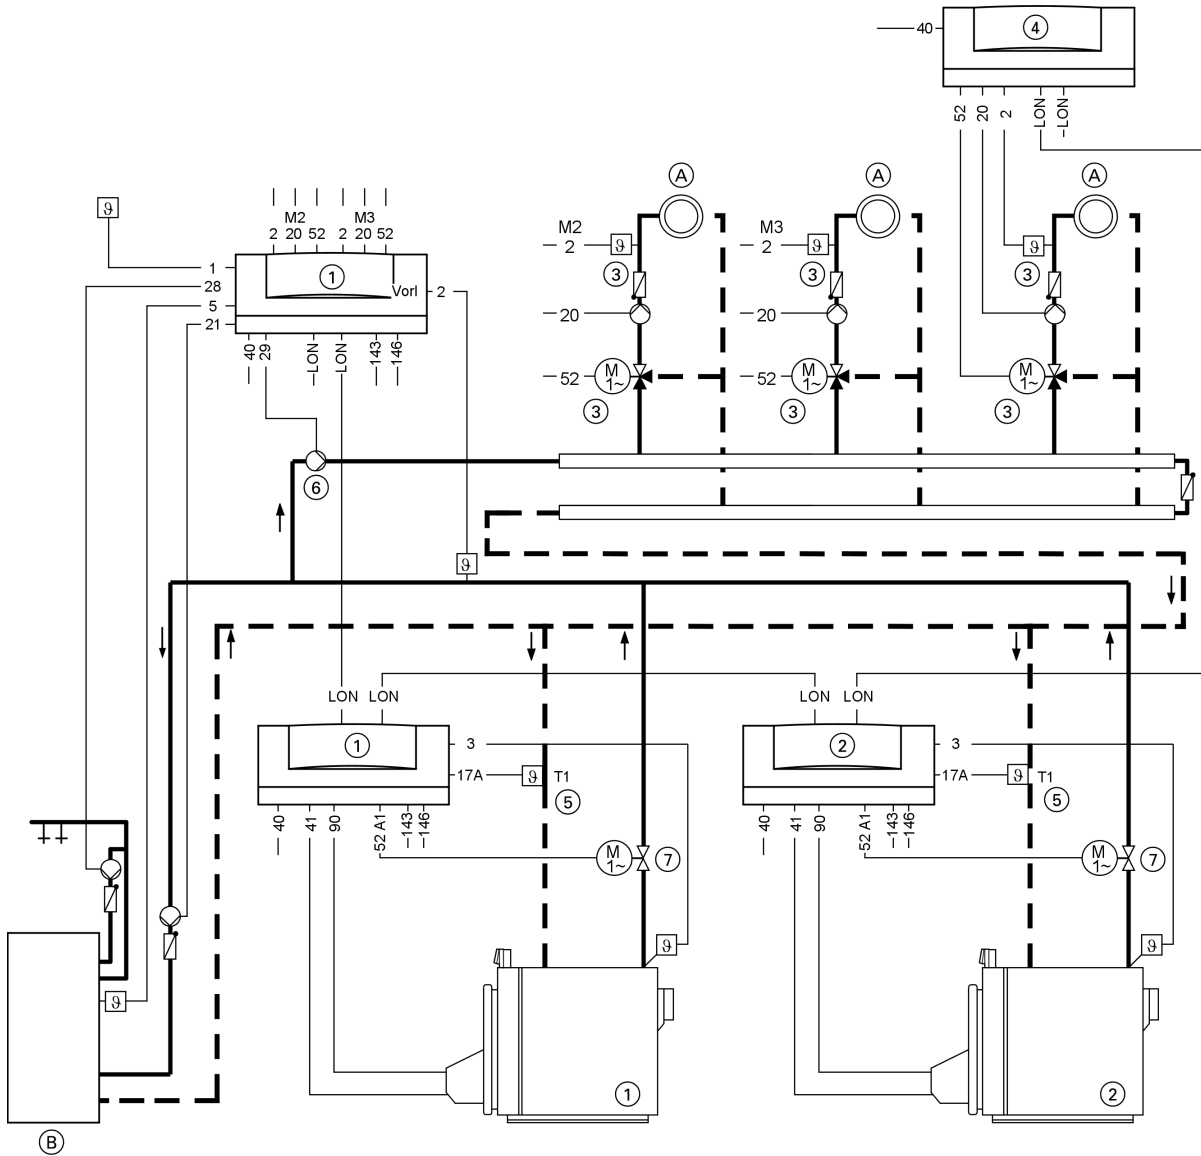 40
4
52 20 2 LON LON
A A A
ϑ
M2 M3
2 20 52 2 20 52
1
28
5
21
1
Vorl
2
40 29 LON LON 143 146
M2
2
ϑ
M3
2
ϑ
ϑ
3 3 3
20 20
52
M
1~
52
M
1~
M
1~
3 3 3
6
ϑ
LON LON
LON LON
1
3
17A
ϑ
T1
5
2
3
17A
ϑ
T1
5
40 41 90 52 A1 143 146
40 41 90 52 A1 143 146
M
1~
7
M
1~
7
ϑ
ϑ
ϑ
1
2
B